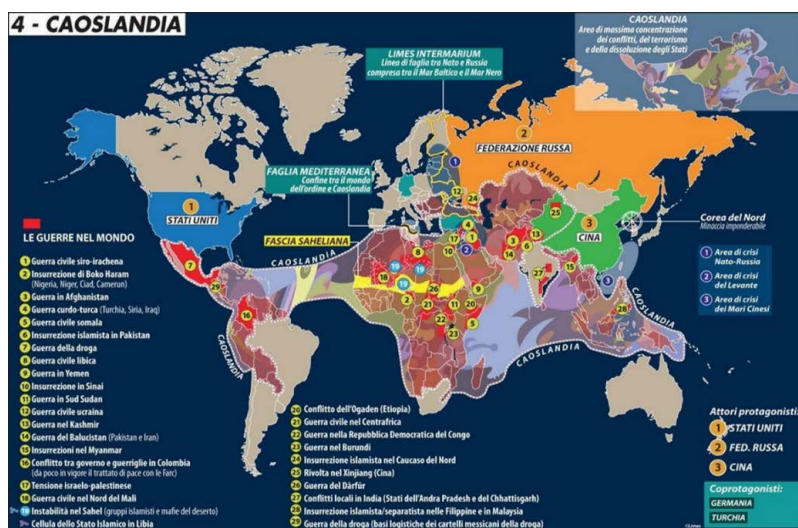 4 - CAOSLANDIA
CAOSLANDIA
Area di massima concentrazione
dei conflitti, del terrorismo
e della dissoluzione degli Stati
LIMES INTERMARIUM
Linea di faglia tra Nato e Russia
compresa tra il Mar Baltico e il Mar Nero
2
FEDERAZIONE RUSSA
FAGLIA MEDITERRANEA
Confine tra il mondo
dell'ordine e Caoslandia
CAOSLANDIA
1
STATI UNITI
3
CINA
Corea del Nord
Minaccia imponderabile
FASCIA SAHELIANA
CAOSLANDIA
CAOSLANDIA
CAOSLANDIA
CAOSLANDIA
1 Area di crisi
Nato-Russia
2 Area di crisi
del Levante
3 Area di crisi
dei Mari Cinesi
LE GUERRE NEL MONDO
1 Guerra civile siro-irachena
2 Insurrezione di Boko Haram
(Nigeria, Niger, Ciad, Camerun)
3 Guerra in Afghanistan
4 Guerra curdo-turca (Turchia, Siria, Iraq)
5 Guerra civile somala
6 Insurrezione islamista in Pakistan
7 Guerra della droga
8 Guerra civile libica
9 Guerra in Yemen
10 Insurrezione in Sinai
11 Guerra in Sud Sudan
12 Guerra civile ucraina
13 Guerra nel Kashmir
14 Guerra del Balucistan (Pakistan e Iran)
15 Insurrezioni nel Myanmar
16 Conflitto tra governo e guerriglie in Colombia
(da poco in vigore il trattato di pace con le Farc)
17 Tensione israelo-palestinese
18 Guerra civile nel Nord del Mali
19 Instabilità nel Sahel (gruppi islamisti e mafie del deserto)
Cellula dello Stato Islamico in Libia
20 Conflitto dell'Ogaden (Etiopia)
21 Guerra civile nel Centrafrica
22 Guerra nella Repubblica Democratica del Congo
23 Guerra nel Burundi
24 Insurrezione islamista nel Caucaso del Nord
25 Rivolta nel Xinjiang (Cina)
26 Guerra del Dārfūr
27 Conflitti locali in India (Stati dell'Andra Pradesh e del Chhattisgarh)
28 Insurrezione islamista/separatista nelle Filippine e in Malaysia
29 Guerra della droga (basi logistiche dei cartelli messicani della droga)
Attori protagonisti:
1 STATI UNITI
2 FED. RUSSA
3 CINA
Coprotagonisti:
GERMANIA
TURCHIA
©Limes